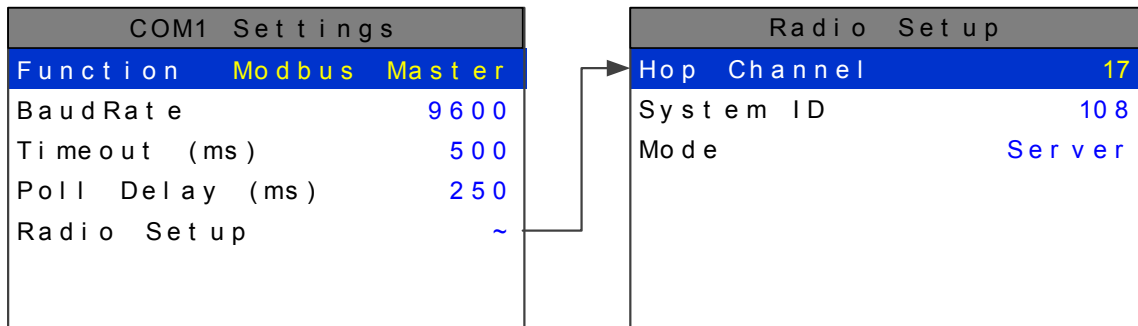 COM1 Settings
Function Modbus Master
BaudRate 9600
Timeout (ms) 500
Poll Delay (ms) 250
Radio Setup ~
Radio Setup
Hop Channel 17
System ID 108
Mode Server